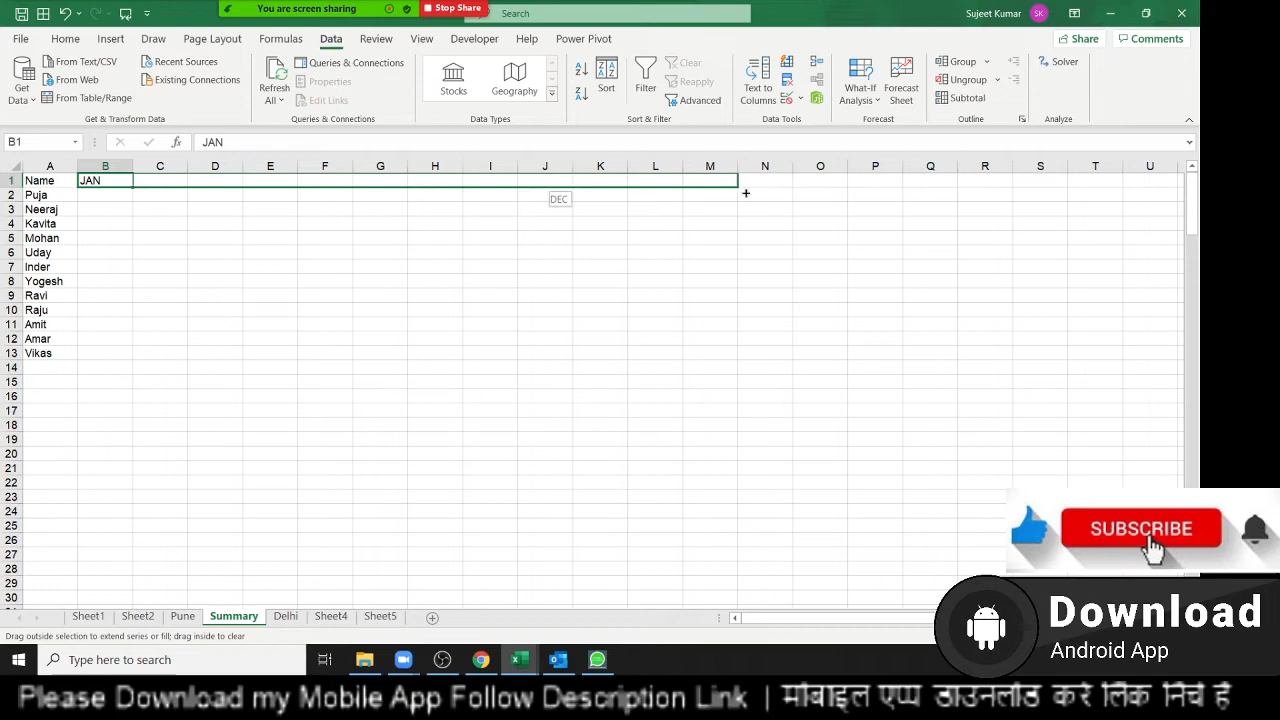 You are screen sharing
Stop Share
Search
Sujeet Kumar
SK
File Home Insert Draw Page Layout Formulas Data Review View Developer Help Power Pivot
Share
Comments
Get Data
From Text/CSV
From Web
From Table/Range
Recent Sources
Existing Connections
Get & Transform Data
Refresh All
Queries & Connections
Properties
Edit Links
Queries & Connections
Stocks
Geography
Data Types
Sort
Filter
Clear
Reapply
Advanced
Sort & Filter
Text to Columns
Data Tools
What-If Analysis
Forecast Sheet
Forecast
Group
Ungroup
Subtotal
Outline
Solver
Analyze
B1
fx
JAN
A B C D E F G H I J K L M N O P Q R S T U
1 Name JAN
2 Puja
DEC
3 Neeraj
4 Kavita
5 Mohan
6 Uday
7 Inder
8 Yogesh
9 Ravi
10 Raju
11 Amit
12 Amar
13 Vikas
14
15
16
17
18
19
20
21
22
23
24
25
26
27
28
29
30
SUBSCRIBE
Sheet1 Sheet2 Pune Summary Delhi Sheet4 Sheet5
Drag outside selection to extend series or fill; drag inside to clear
Download
Android App
Type here to search
Please Download my Mobile App Follow Description Link | मोबाइल एप्प डाउनलोड करे लिंक निचे है